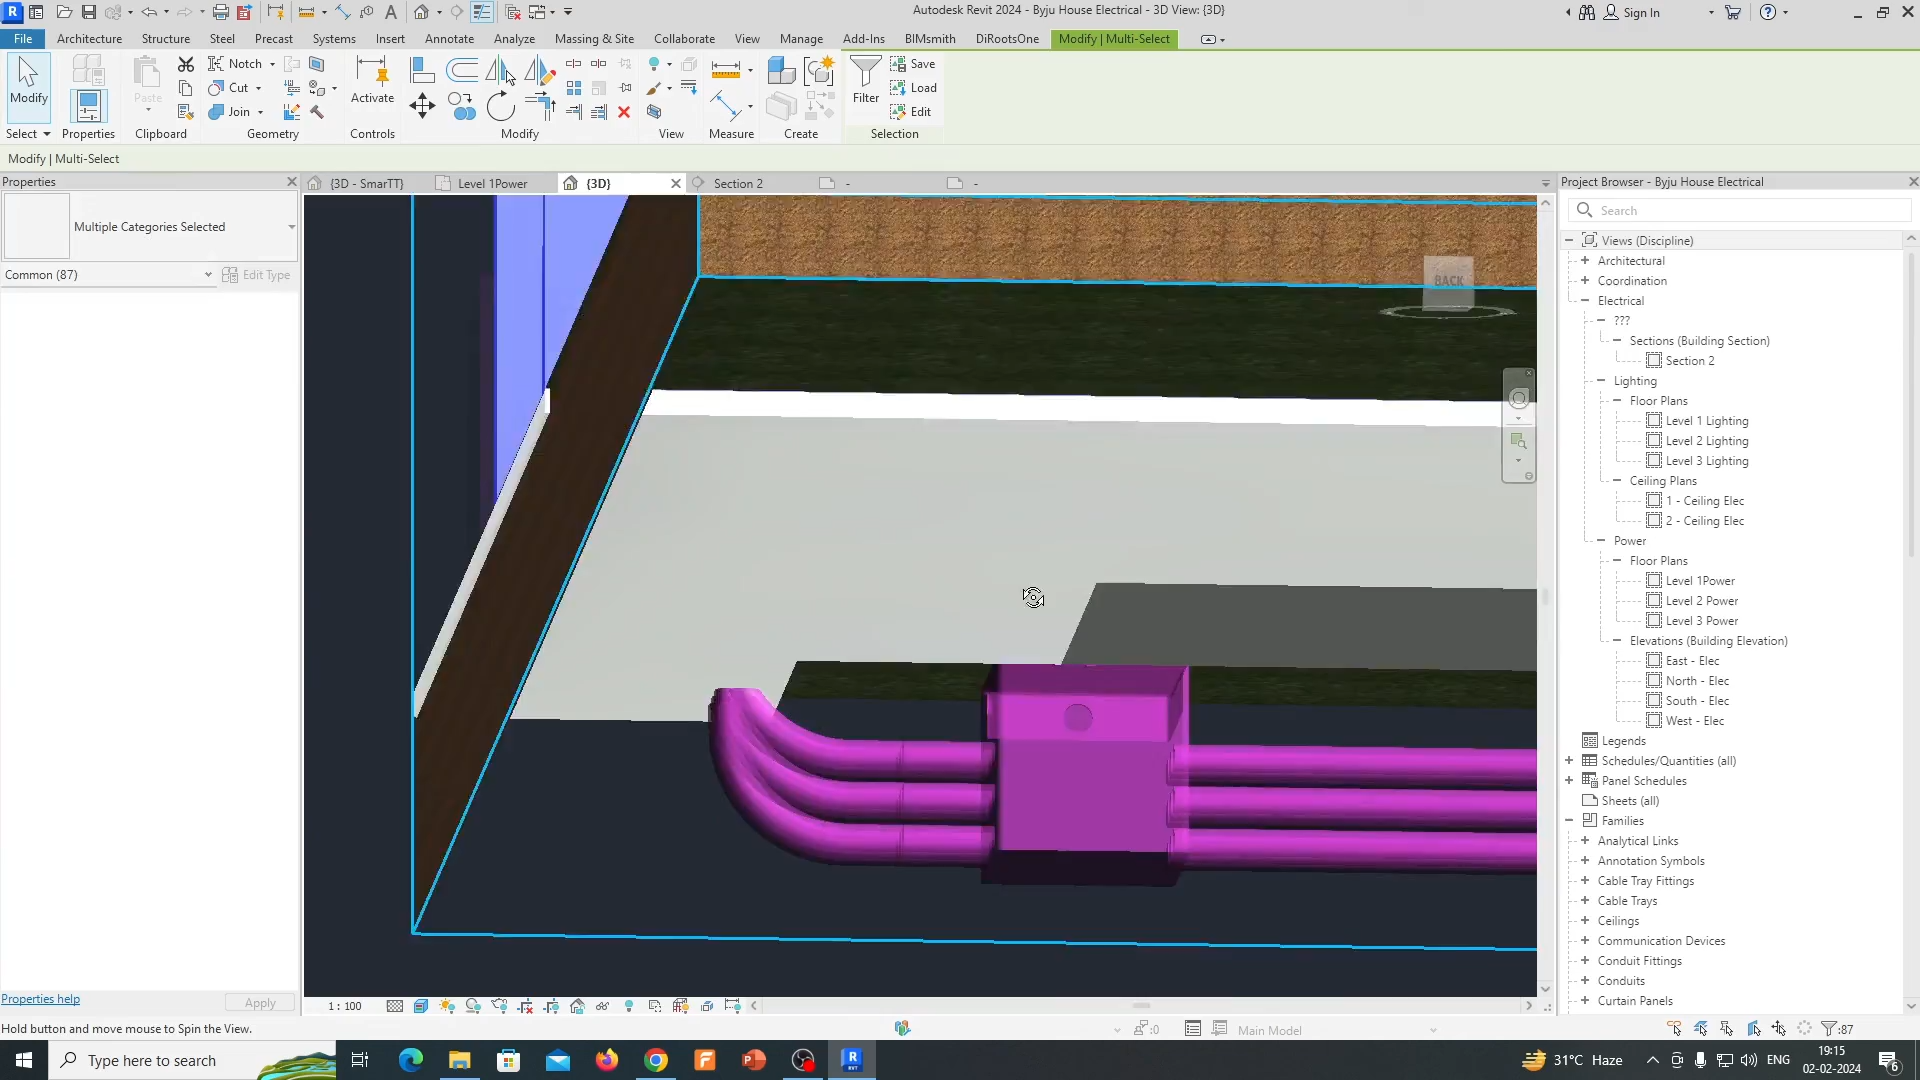 Autodesk Revit 2024 - Byju House Electrical - 3D View: {3D}
Sign In
File Architecture Structure Steel Precast Systems Insert Annotate Analyze Massing & Site Collaborate View Manage Add-Ins BIMsmith DiRootsOne Modify | Multi-Select
Modify
Paste
Notch
Cut
Join
Activate
Filter
Save
Load
Edit
Select Properties Clipboard Geometry Controls Modify View Measure Create Selection
Modify | Multi-Select
Properties
Multiple Categories Selected
Common (87)
Edit Type
Properties help
Apply
{3D - SmarTT} Level 1Power {3D} Section 2 - -
BACK
1 : 100
Project Browser - Byju House Electrical
Search
Views (Discipline)
Architectural
Coordination
Electrical
???
Sections (Building Section)
Section 2
Lighting
Floor Plans
Level 1 Lighting
Level 2 Lighting
Level 3 Lighting
Ceiling Plans
1 - Ceiling Elec
2 - Ceiling Elec
Power
Floor Plans
Level 1Power
Level 2 Power
Level 3 Power
Elevations (Building Elevation)
East - Elec
North - Elec
South - Elec
West - Elec
Legends
Schedules/Quantities (all)
Panel Schedules
Sheets (all)
Families
Analytical Links
Annotation Symbols
Cable Tray Fittings
Cable Trays
Ceilings
Communication Devices
Conduit Fittings
Conduits
Curtain Panels
Hold button and move mouse to Spin the View.
:0
Main Model
:87
Type here to search
31°C Haze
ENG
19:15
02-02-2024
6